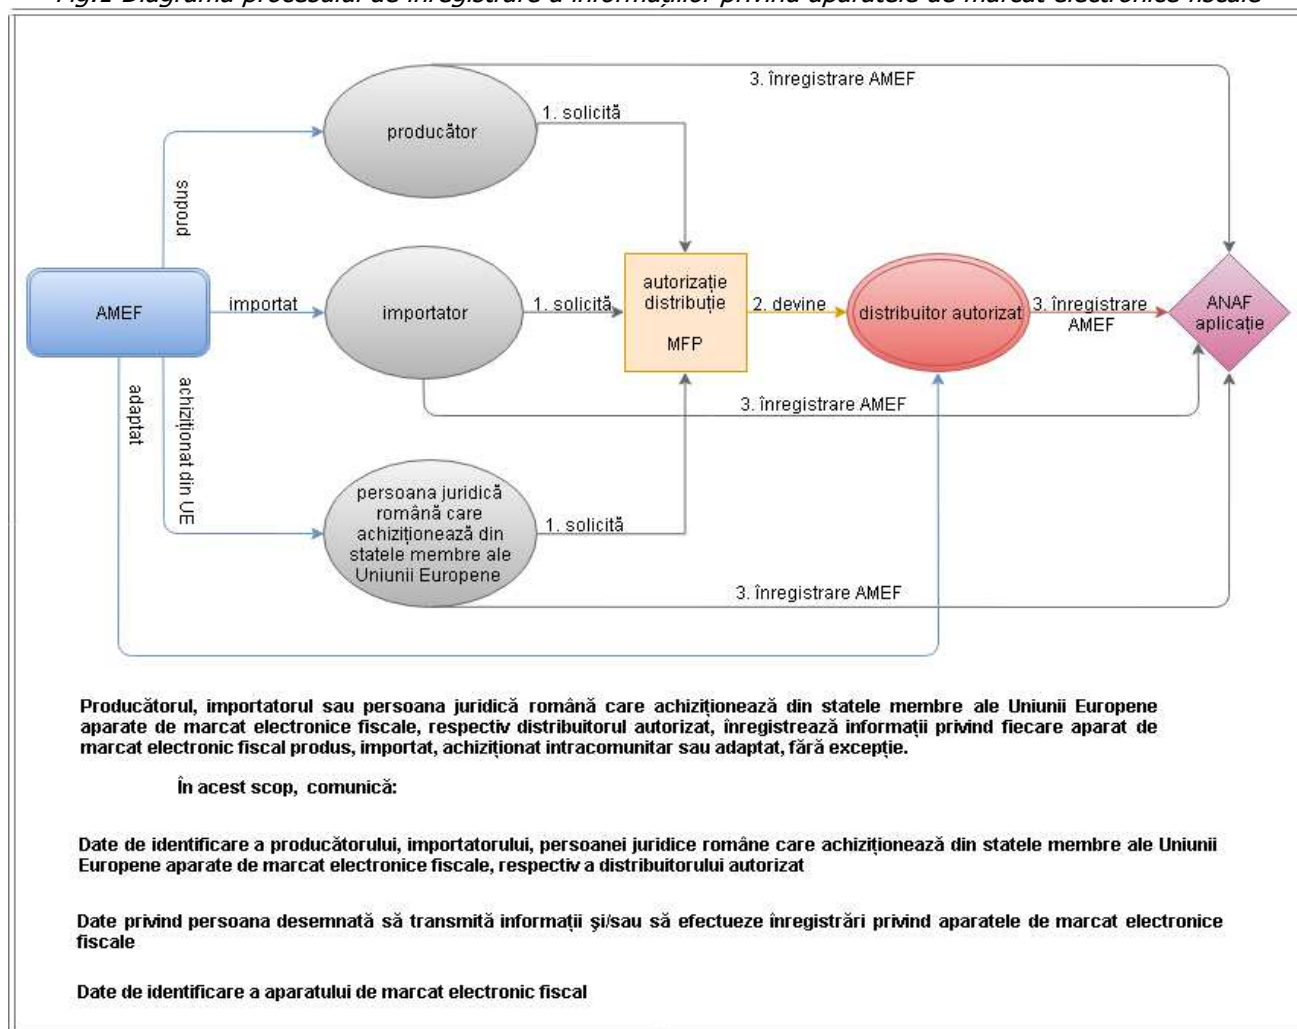 Fig.1 Diagrama procesului de înregistrare a informațiilor privind aparatele de marcat electronice fiscale
3. înregistrare AMEF
1. solicită
producător
produs
AMEF
importat
importator
1. solicită
autorizație
distribuție
MFP
2. devine
distribuitor autorizat
3. înregistrare
AMEF
ANAF
aplicație
adaptat
achiziționat din UE
3. înregistrare AMEF
persoana juridică
română care
achiziționează din
statele membre ale
Uniunii Europene
1. solicită
3. înregistrare AMEF
Producătorul, importatorul sau persoana juridică română care achiziționează din statele membre ale Uniunii Europene
aparate de marcat electronice fiscale, respectiv distribuitorul autorizat, înregistrează informații privind fiecare aparat de
marcat electronic fiscal produs, importat, achiziționat intracomunitar sau adaptat, fără excepție.
În acest scop, comunică:
Date de identificare a producătorului, importatorului, persoanei juridice române care achiziționează din statele membre ale Uniunii
Europene aparate de marcat electronice fiscale, respectiv a distribuitorului autorizat
Date privind persoana desemnată să transmită informații şi/sau să efectueze înregistrări privind aparatele de marcat electronice
fiscale
Date de identificare a aparatului de marcat electronic fiscal